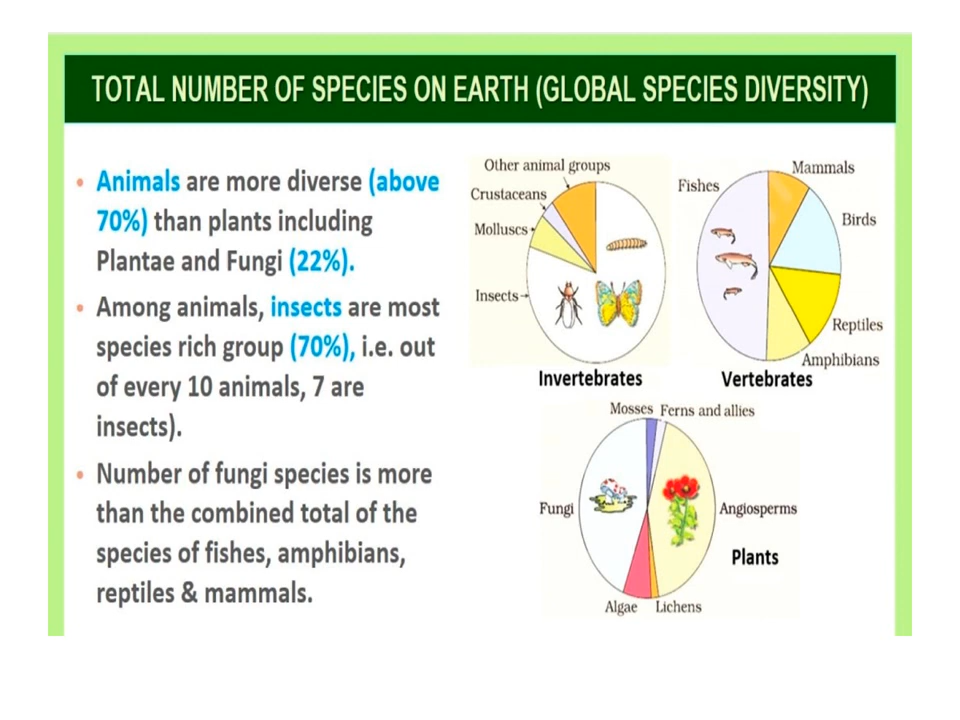 TOTAL NUMBER OF SPECIES ON EARTH (GLOBAL SPECIES DIVERSITY)
• Animals are more diverse (above
70%) than plants including
Plantae and Fungi (22%).
• Among animals, insects are most
species rich group (70%), i.e. out
of every 10 animals, 7 are
insects).
• Number of fungi species is more
than the combined total of the
species of fishes, amphibians,
reptiles & mammals.
Other animal groups
Crustaceans
Molluscs
Insects
Invertebrates
Mammals
Fishes
Birds
Reptiles
Amphibians
Vertebrates
Mosses Ferns and allies
Fungi
Angiosperms
Plants
Algae Lichens